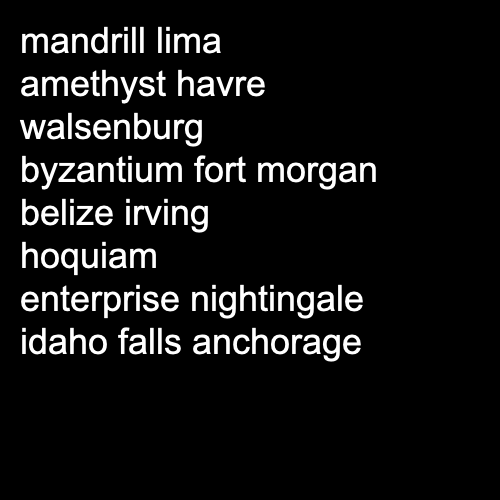 mandrill lima
amethyst havre
walsenburg
byzantium fort morgan
belize irving
hoquiam
enterprise nightingale
idaho falls anchorage